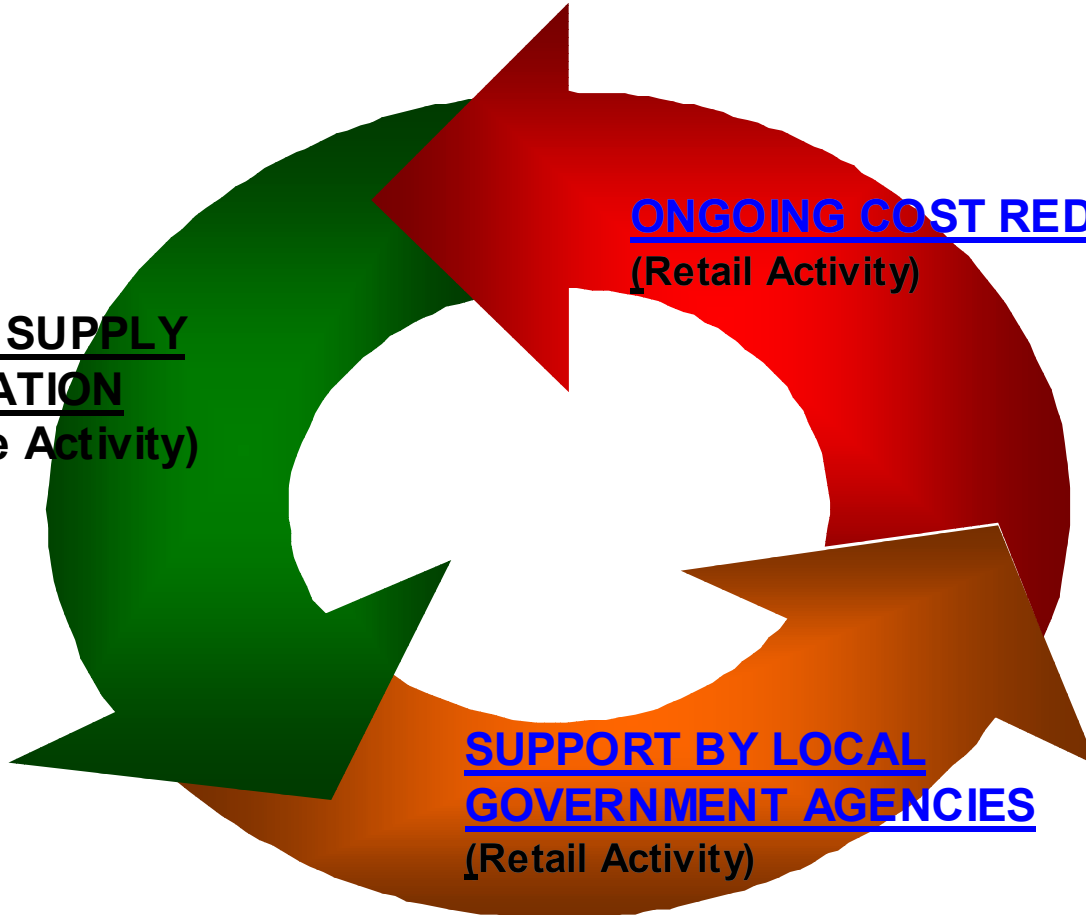 ONGOING COST RED
(Retail Activity)
SUPPLY
ATION
e Activity)
SUPPORT BY LOCAL
GOVERNMENT AGENCIES
(Retail Activity)